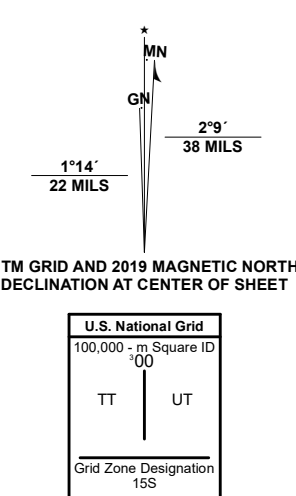 ★
MN
GN
2°9´
38 MILS
1°14´
22 MILS
TM GRID AND 2019 MAGNETIC NORTH
DECLINATION AT CENTER OF SHEET
U.S. National Grid
100,000 - m Square ID
³00
TT UT
Grid Zone Designation
15S